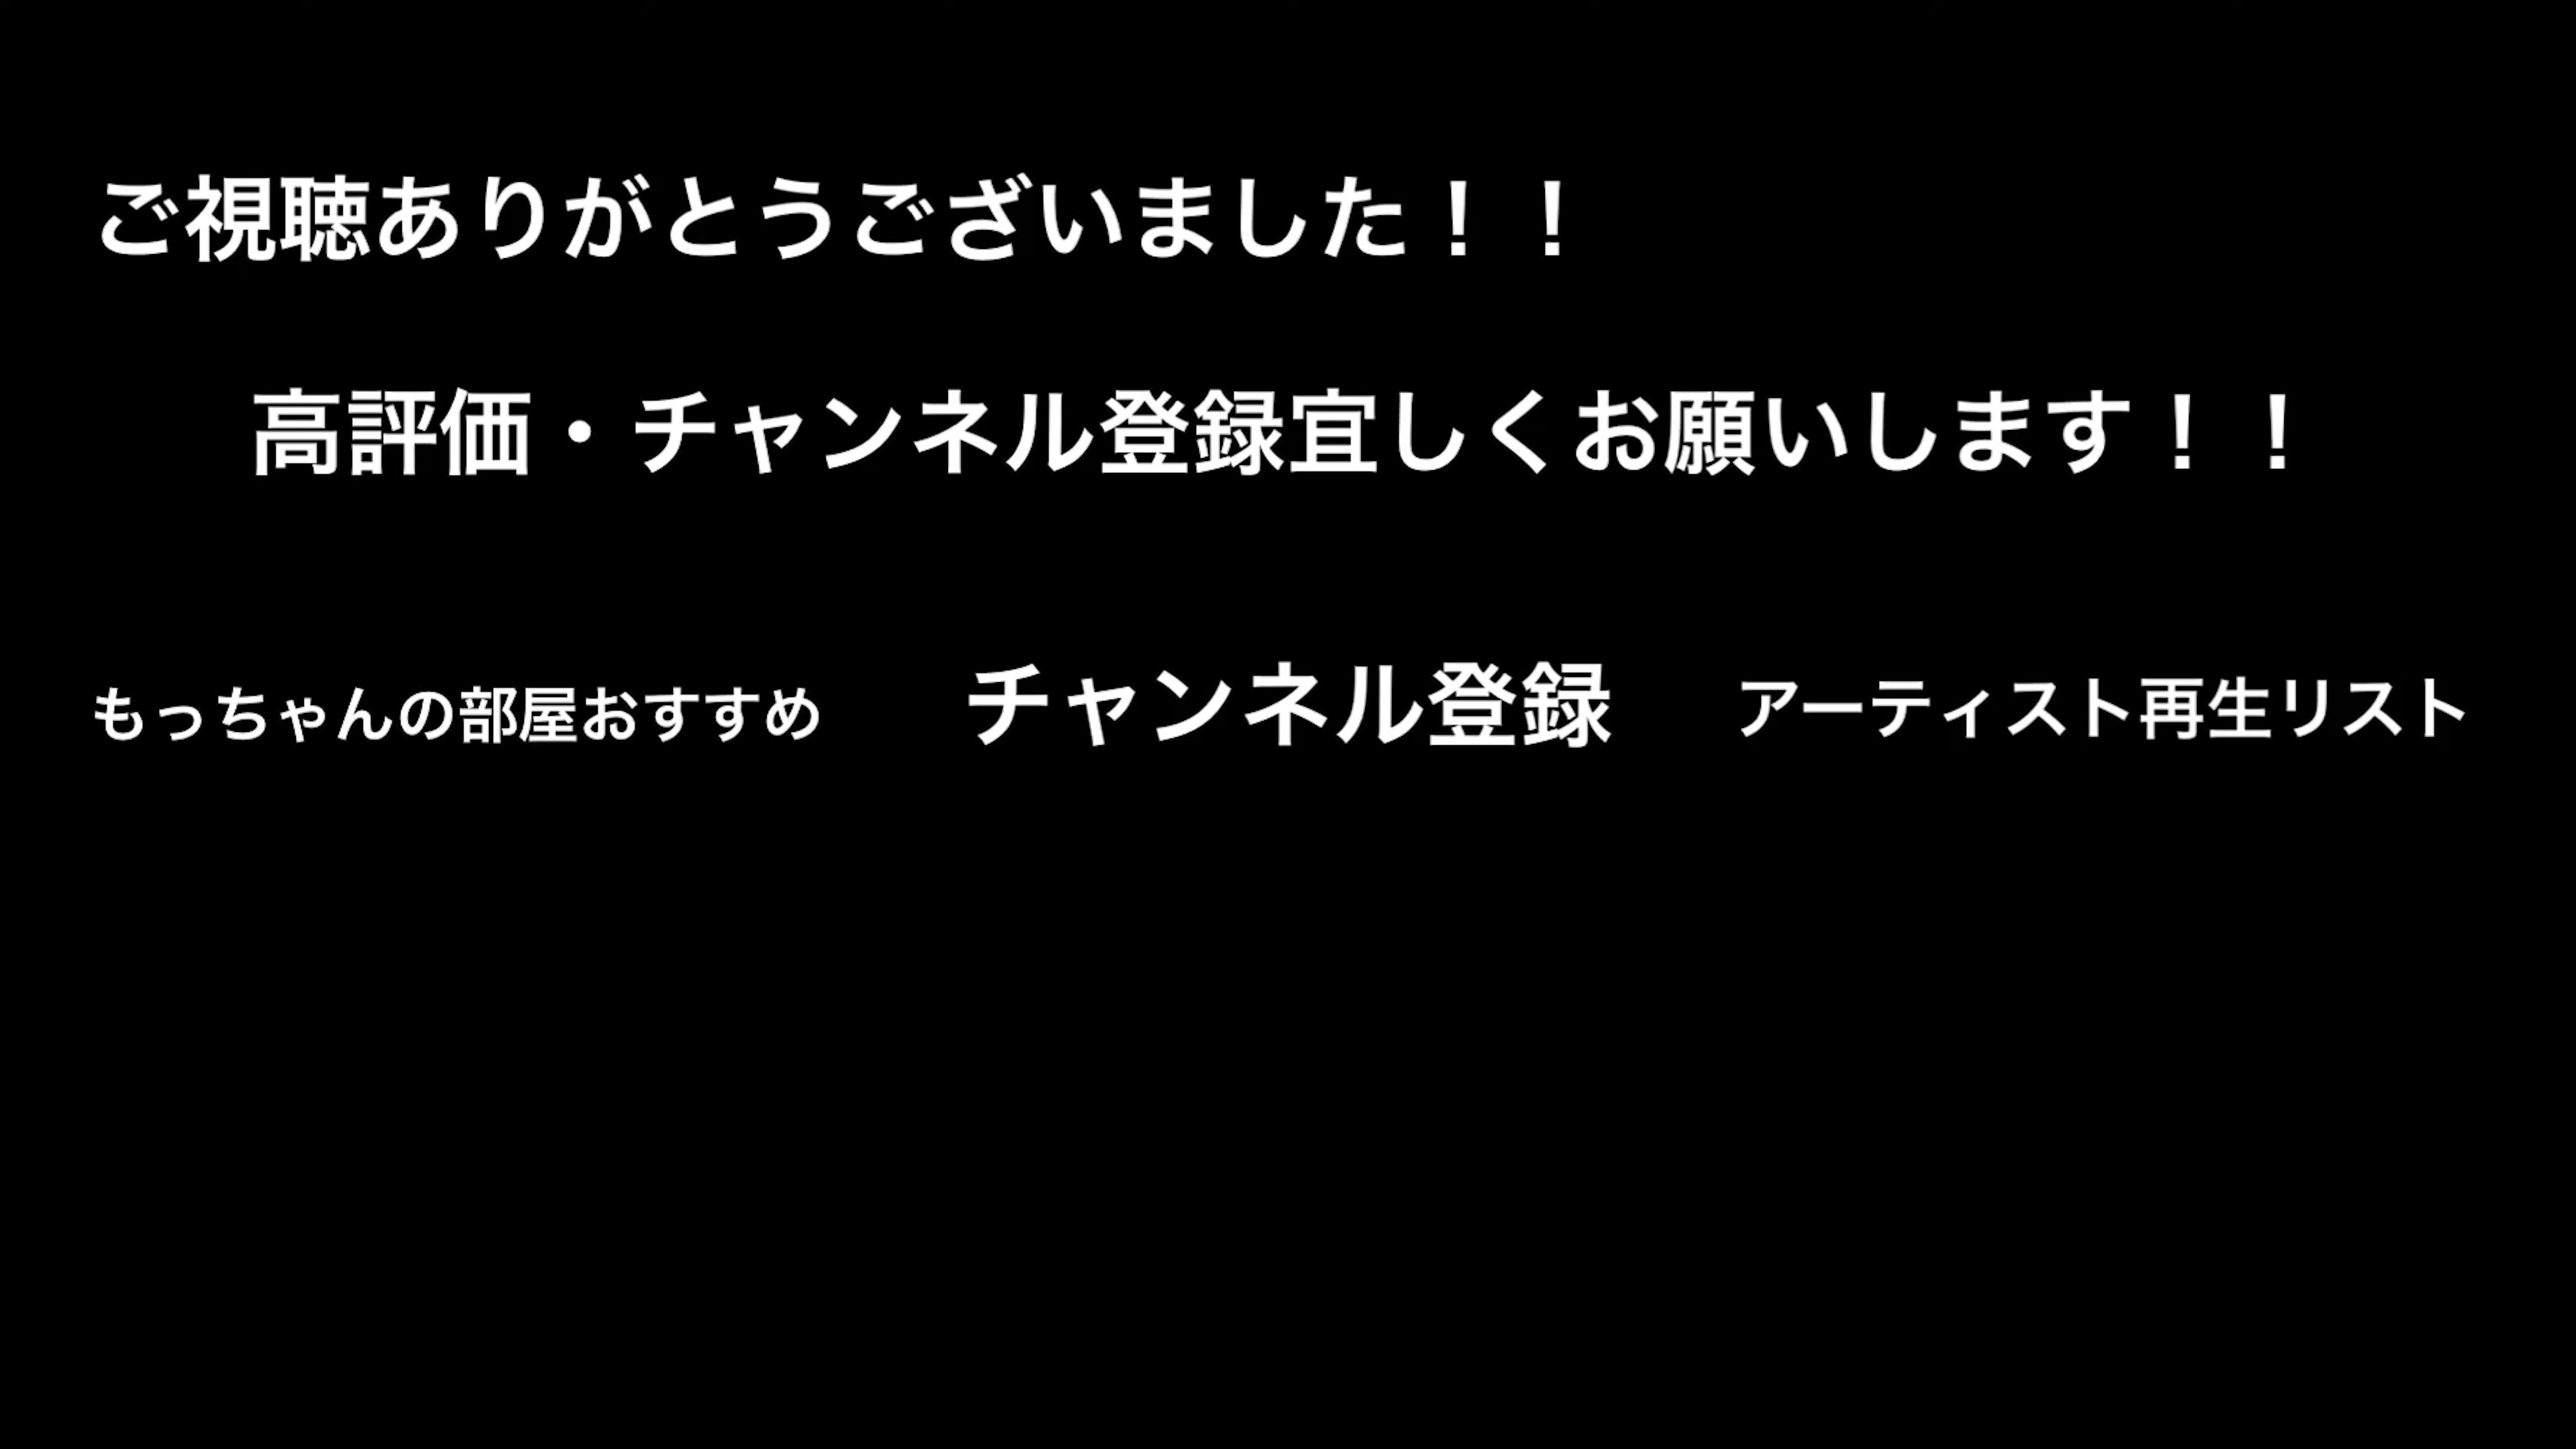 ご視聴ありがとうございました！！
高評価・チャンネル登録宜しくお願いします！！
もっちゃんの部屋おすすめ
チャンネル登録
アーティスト再生リスト